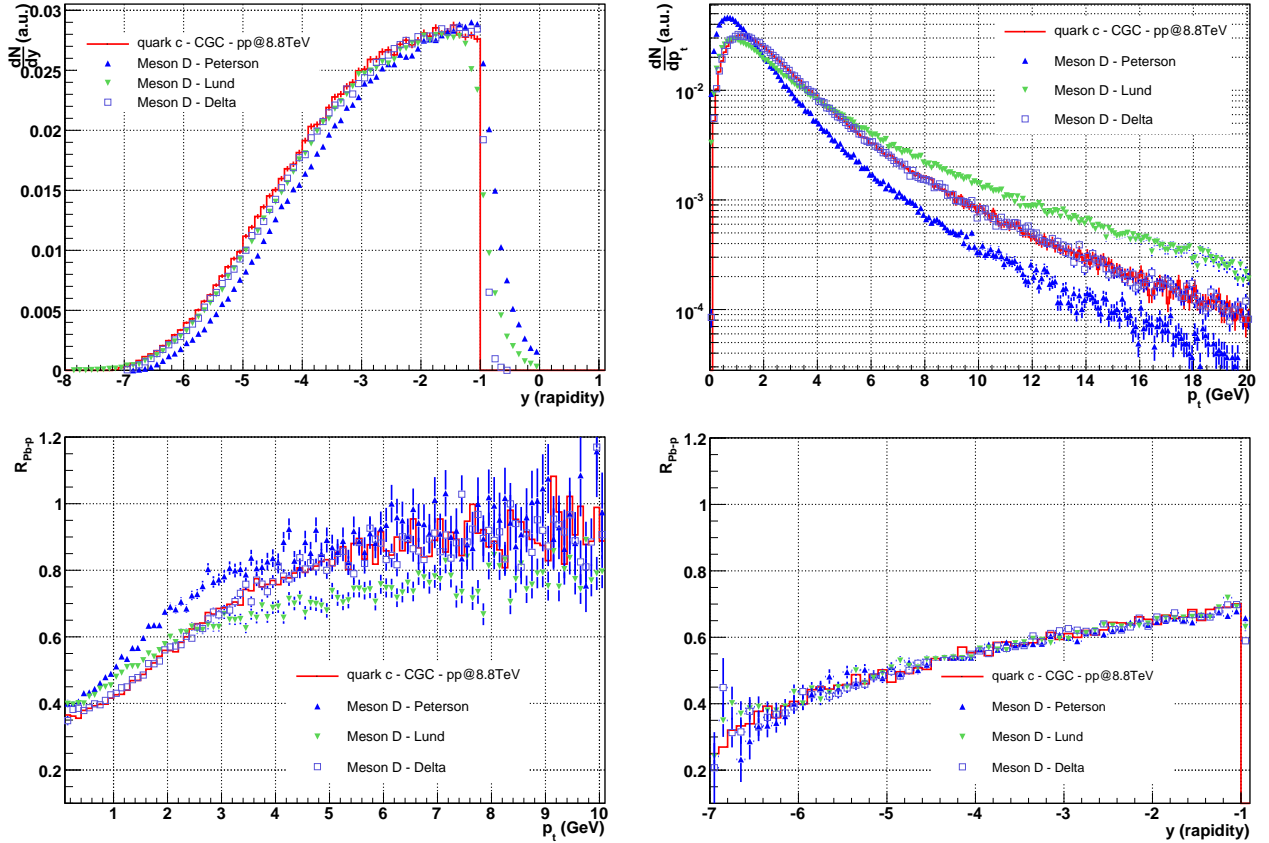 dN/dy (a.u.)
0.03
0.025
0.02
0.015
0.01
0.005
0
quark c - CGC - pp@8.8TeV
Meson D - Peterson
Meson D - Lund
Meson D - Delta
-8 -7 -6 -5 -4 -3 -2 -1 0 1
y (rapidity)
dN/dp_t (a.u.)
10^-2
10^-3
10^-4
quark c - CGC - pp@8.8TeV
Meson D - Peterson
Meson D - Lund
Meson D - Delta
0 2 4 6 8 10 12 14 16 18 20
p_t (GeV)
R_Pb-p
1.2
1
0.8
0.6
0.4
0.2
quark c - CGC - pp@8.8TeV
Meson D - Peterson
Meson D - Lund
Meson D - Delta
1 2 3 4 5 6 7 8 9 10
p_t (GeV)
R_Pb-p
1.2
1
0.8
0.6
0.4
0.2
quark c - CGC - pp@8.8TeV
Meson D - Peterson
Meson D - Lund
Meson D - Delta
-7 -6 -5 -4 -3 -2 -1
y (rapidity)